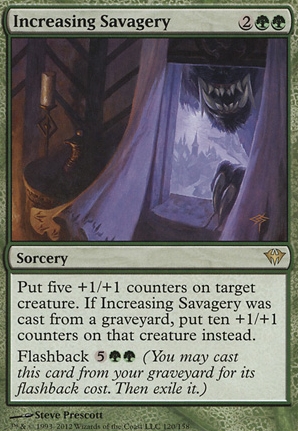 Increasing Savagery 2
Sorcery
Put five +1/+1 counters on target
creature. If Increasing Savagery was
cast from a graveyard, put ten +1/+1
counters on that creature instead.
Flashback 5 (You may cast
this card from your graveyard for its
flashback cost. Then exile it.)
Steve Prescott
™ & © 1993–2012 Wizards of the Coast LLC 120/158